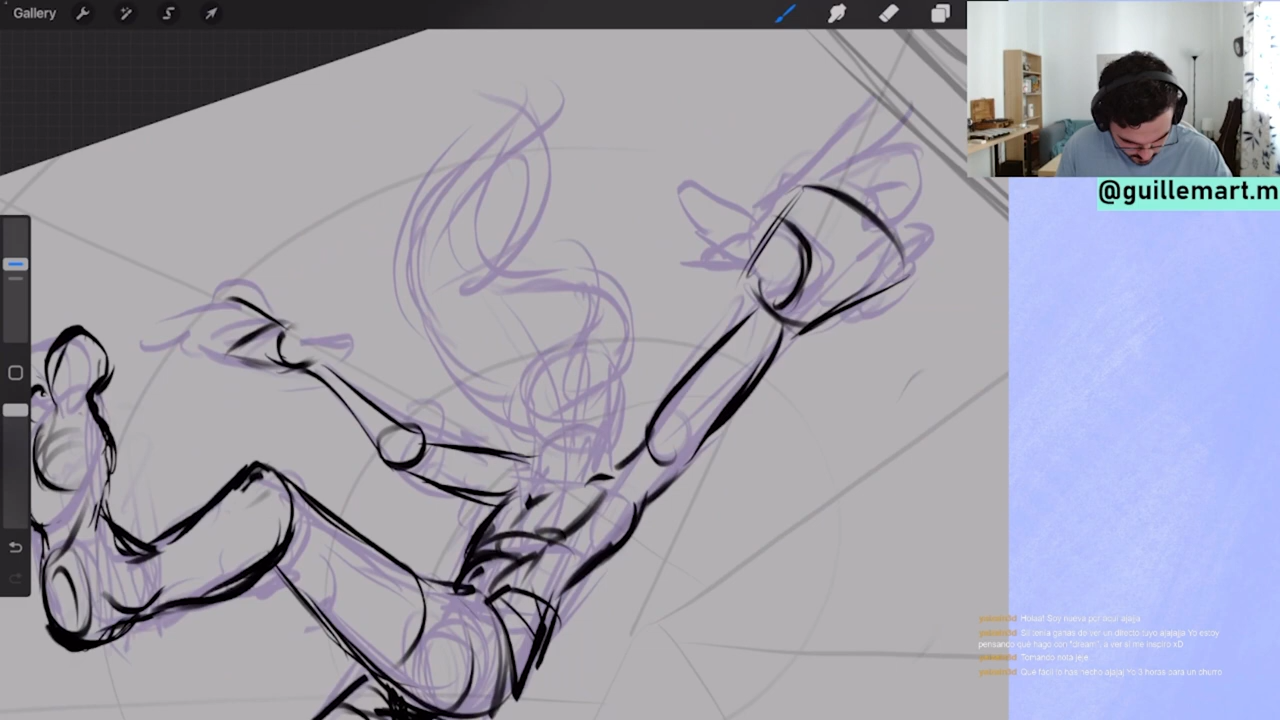 Gallery
@guillemart.m
Holaa! Soy nueva por aquí ajaja
Sii tenía ganas de ver un directo tuyo ajajaja Yo estoy
pensando que hago con "dream", a ver si me inspiro xD
Tomando nota jeje
Que fácil lo has hecho ajajaj Yo 3 horas para un churro